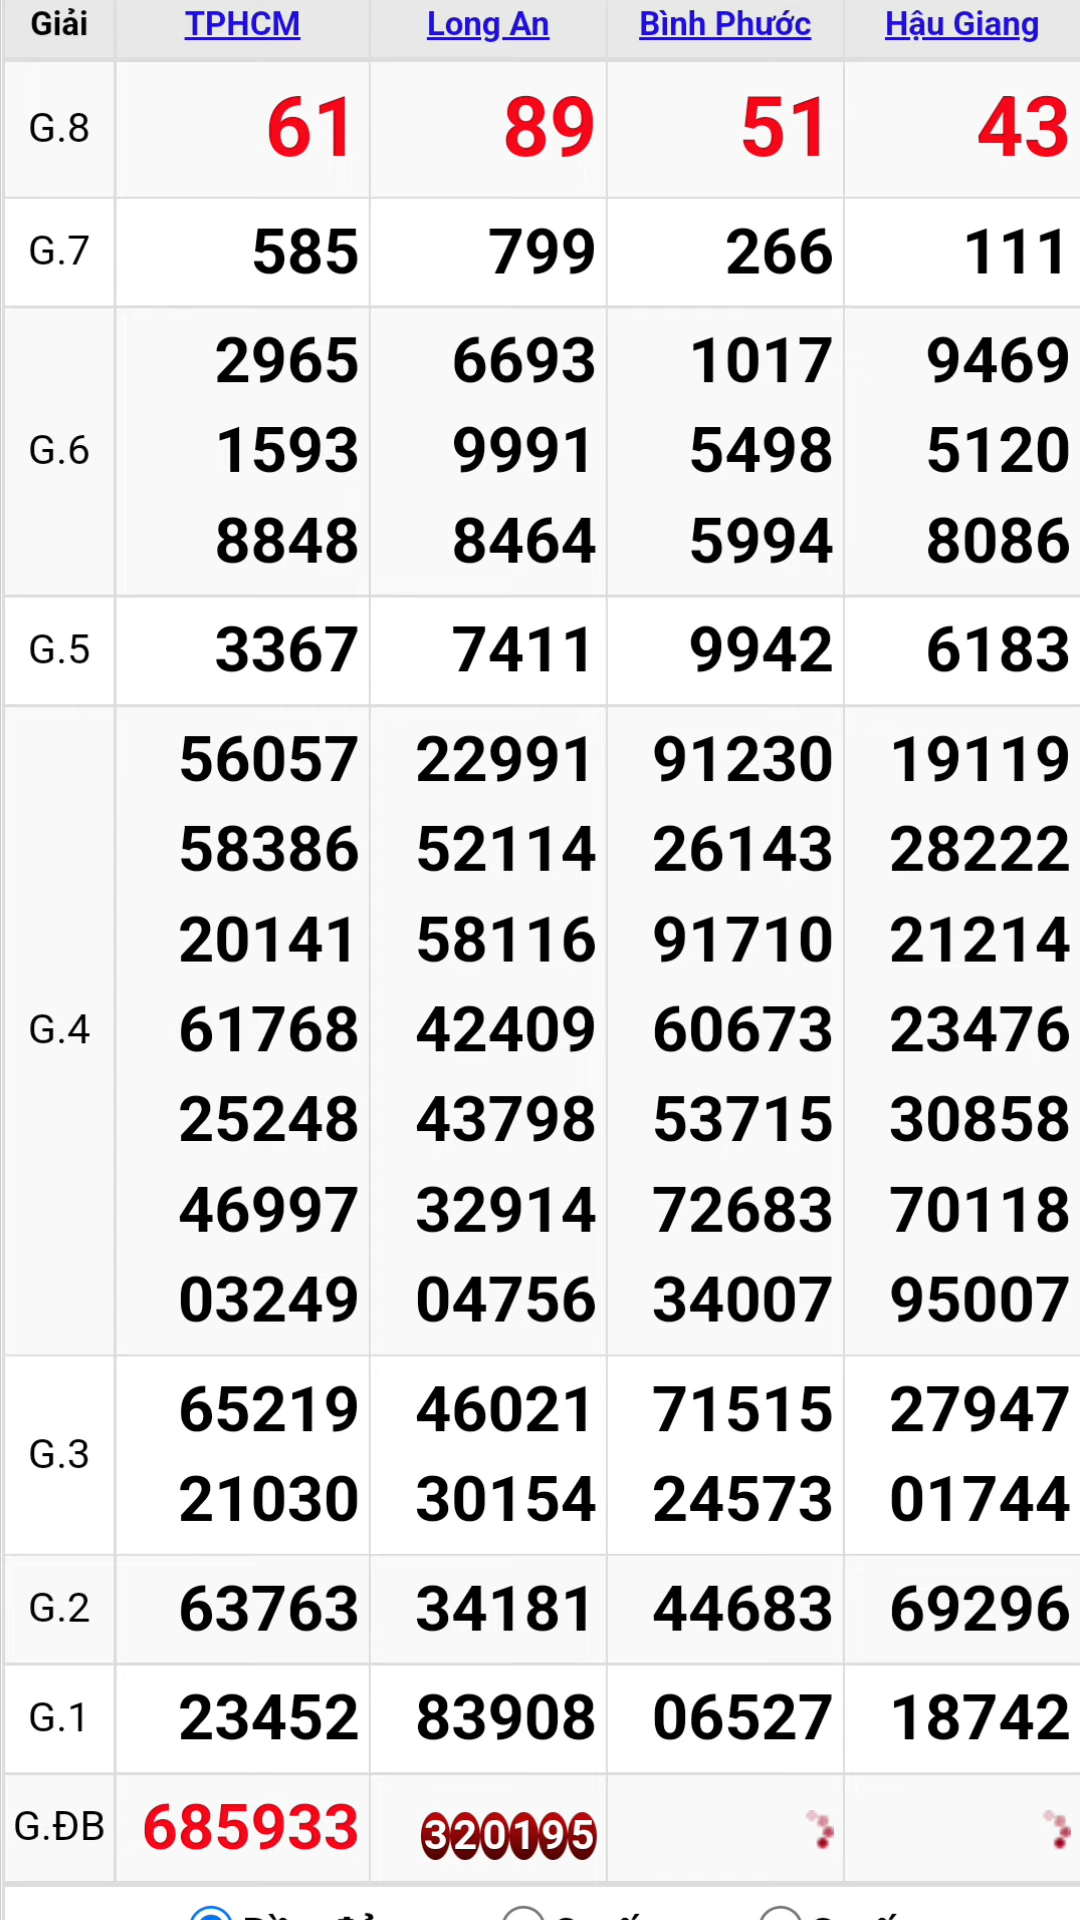 Giải TPHCM Long An Bình Phước Hậu Giang
G.8 61 89 51 43
G.7 585 799 266 111
2965 6693 1017 9469
G.6 1593 9991 5498 5120
8848 8464 5994 8086
G.5 3367 7411 9942 6183
56057 22991 91230 19119
58386 52114 26143 28222
20141 58116 91710 21214
G.4 61768 42409 60673 23476
25248 43798 53715 30858
46997 32914 72683 70118
03249 04756 34007 95007
65219 46021 71515 27947
G.3
21030 30154 24573 01744
G.2 63763 34181 44683 69296
G.1 23452 83908 06527 18742
G.ĐB 685933 320195